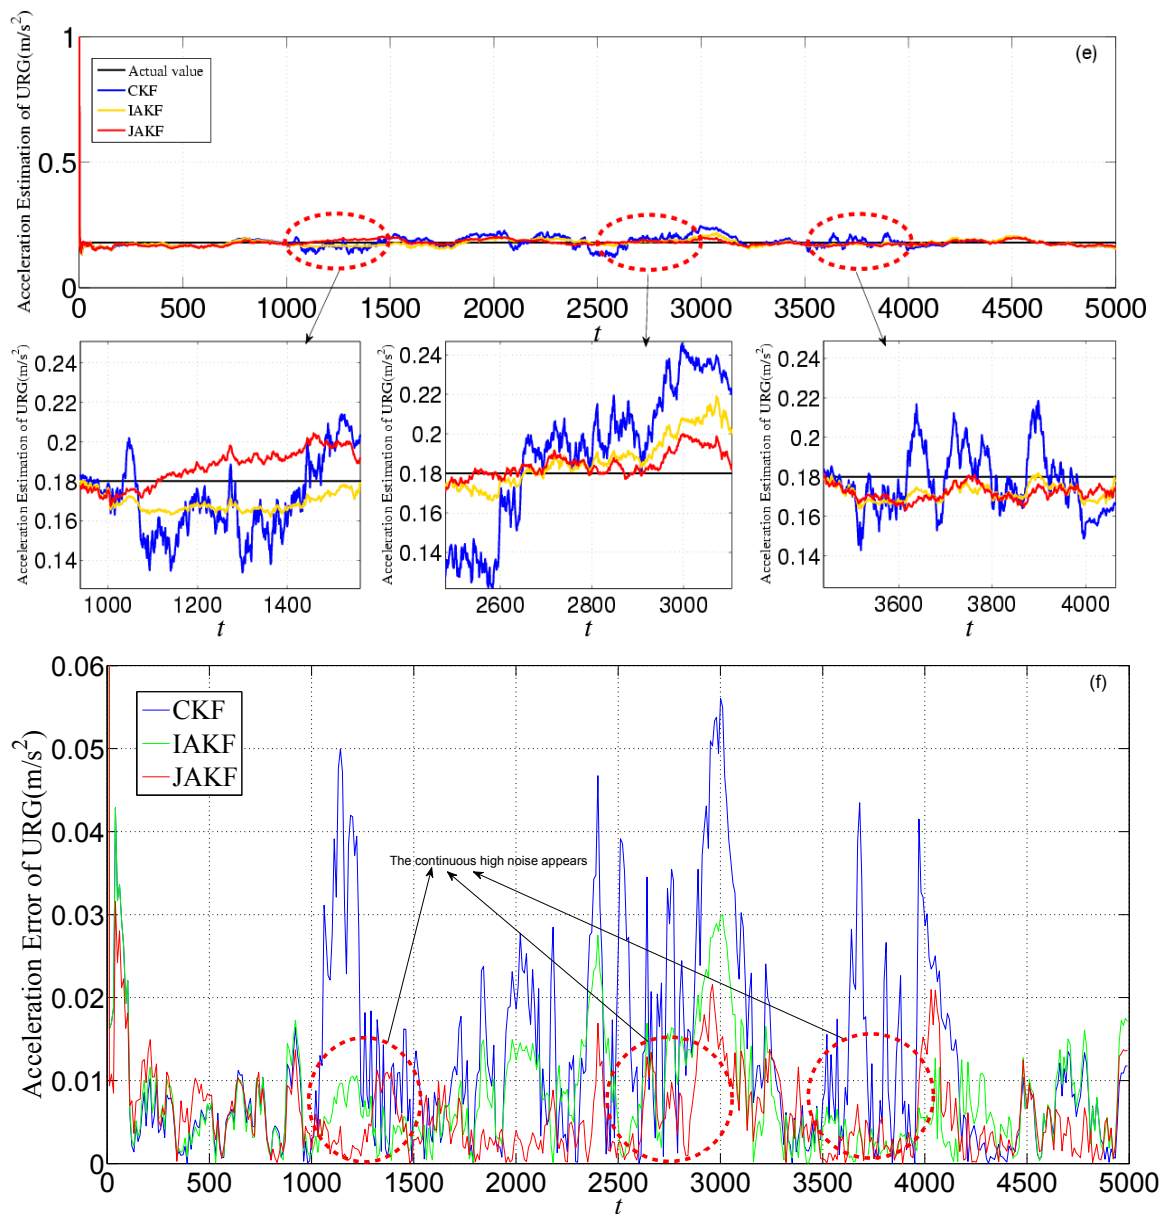 Acceleration Estimation of URG(m/s²)
(e)
Actual value
CKF
IAKF
JAKF
1
0.5
0
0 500 1000 1500 2000 2500 3000 3500 4000 4500 5000
t
Acceleration Estimation of URG(m/s²)
0.24
0.22
0.2
0.18
0.16
0.14
1000 1200 1400
t
Acceleration Estimation of URG(m/s²)
0.24
0.22
0.2
0.18
0.16
0.14
2600 2800 3000
t
Acceleration Estimation of URG(m/s²)
0.24
0.22
0.2
0.18
0.16
0.14
3600 3800 4000
t
Acceleration Error of URG(m/s²)
(f)
CKF
IAKF
JAKF
The continuous high noise appears
0.06
0.05
0.04
0.03
0.02
0.01
0
0 500 1000 1500 2000 2500 3000 3500 4000 4500 5000
t